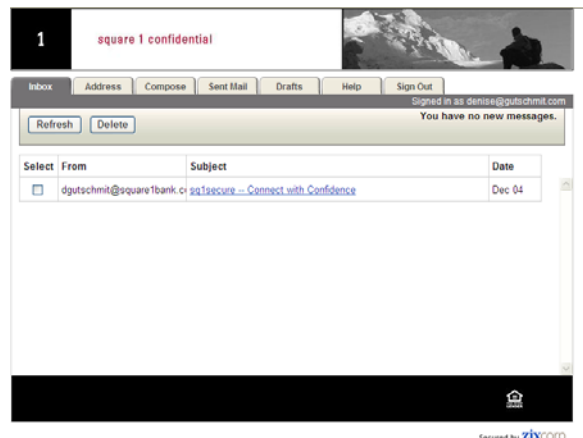 1
square 1 confidential
Inbox Address Compose Sent Mail Drafts Help Sign Out
Signed in as denise@gutschmit.com
You have no new messages.
Refresh Delete
Select From Subject Date
dgutschmit@square1bank.c sq1secure -- Connect with Confidence Dec 04
Secured by zixcorp